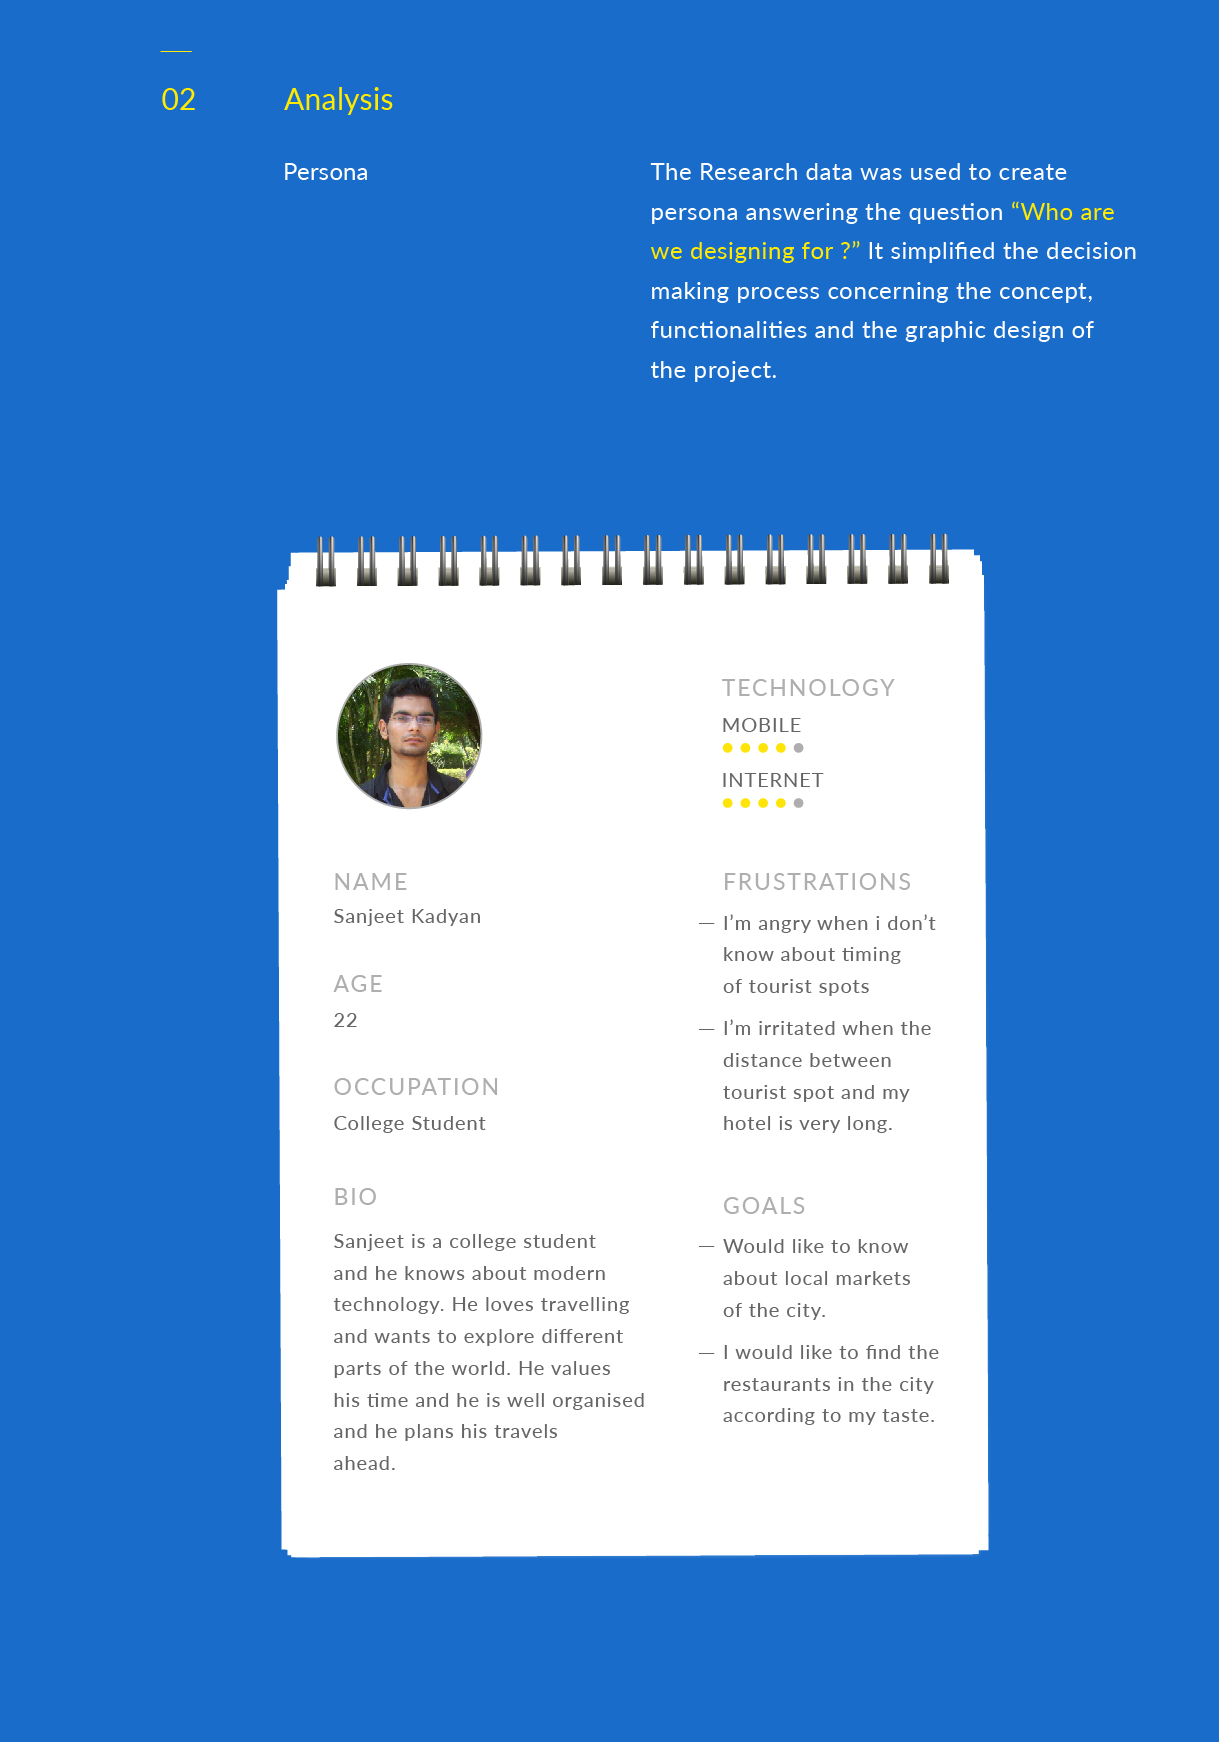 02
Analysis
Persona
The Research data was used to create
persona answering the question “Who are
we designing for ?” It simplified the decision
making process concerning the concept,
functionalities and the graphic design of
the project.
NAME
Sanjeet Kadyan
AGE
22
OCCUPATION
College Student
BIO
Sanjeet is a college student
and he knows about modern
technology. He loves travelling
and wants to explore different
parts of the world. He values
his time and he is well organised
and he plans his travels
ahead.
TECHNOLOGY
MOBILE
INTERNET
FRUSTRATIONS
— I’m angry when i don’t
know about timing
of tourist spots
— I’m irritated when the
distance between
tourist spot and my
hotel is very long.
GOALS
— Would like to know
about local markets
of the city.
— I would like to find the
restaurants in the city
according to my taste.